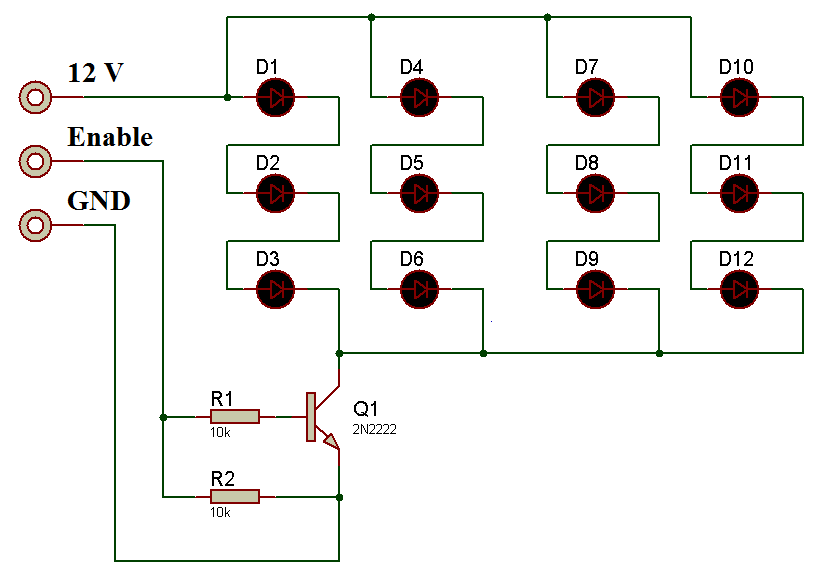 12 V
Enable
GND
D1
D4
D7
D10
D2
D5
D8
D11
D3
D6
D9
D12
R1
10k
Q1
2N2222
R2
10k